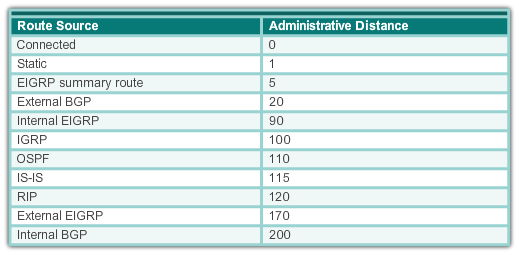 Route Source Administrative Distance
Connected 0
Static 1
EIGRP summary route 5
External BGP 20
Internal EIGRP 90
IGRP 100
OSPF 110
IS-IS 115
RIP 120
External EIGRP 170
Internal BGP 200